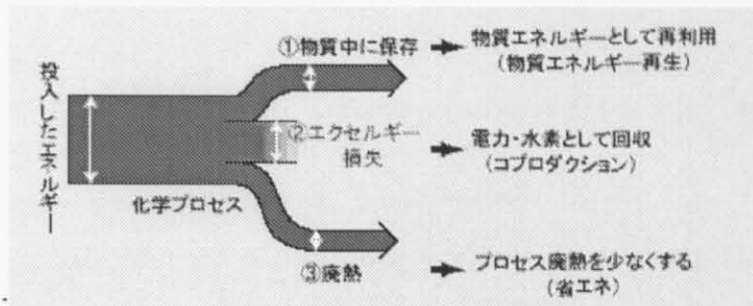 ①物質中に保存
物質エネルギーとして再利用
(物質エネルギー再生)
投入したエネルギー
②エクセルギー
損失
電力・水素として回収
(コプロダクション)
化学プロセス
③廃熱
プロセス廃熱を少なくする
(省エネ)